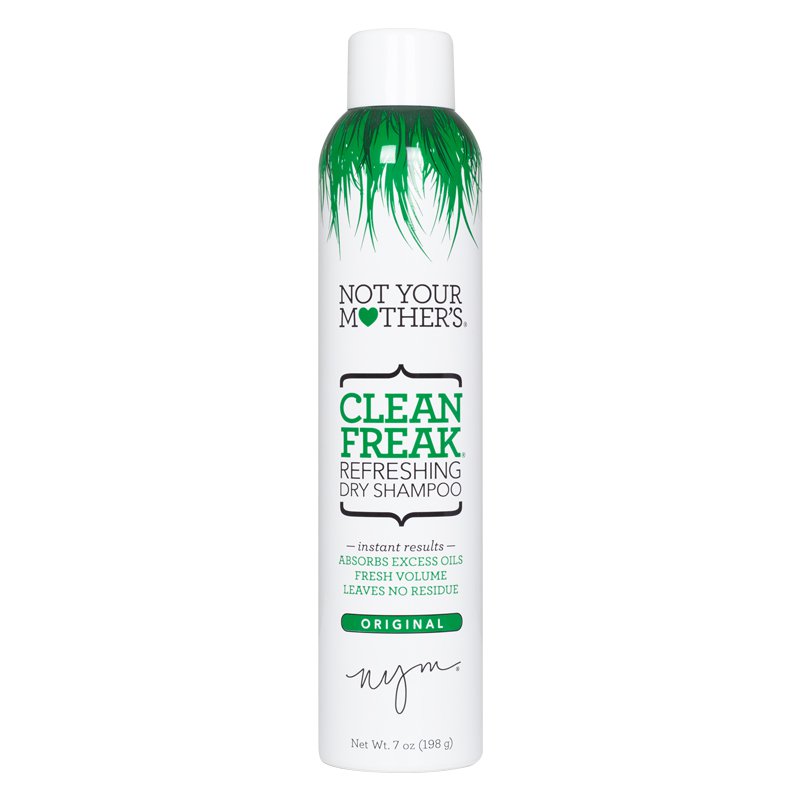 NOT YOUR
M♥THER'S®
CLEAN
FREAK®
REFRESHING
DRY SHAMPOO
— instant results —
ABSORBS EXCESS OILS
FRESH VOLUME
LEAVES NO RESIDUE
ORIGINAL
nym®
Net Wt. 7 oz (198 g)